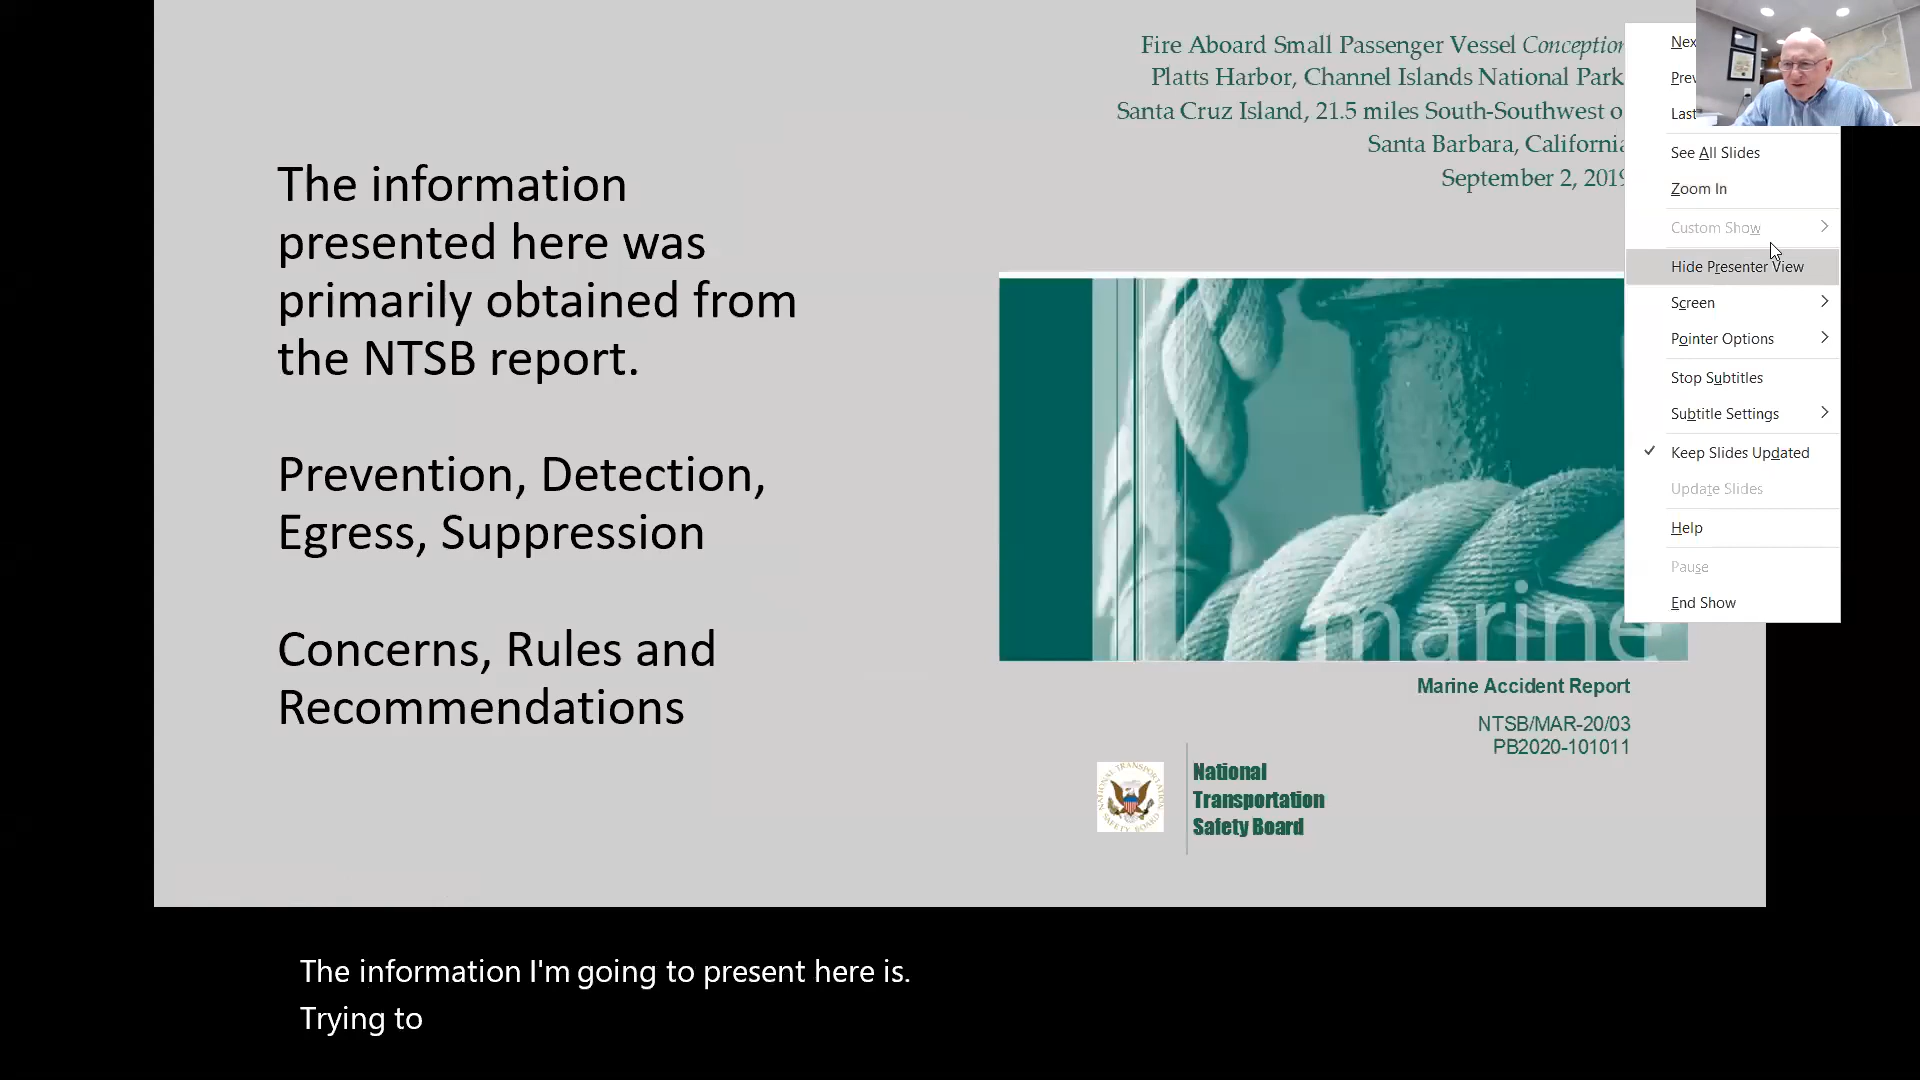 Fire Aboard Small Passenger Vessel Conception
Platts Harbor, Channel Islands National Park
Santa Cruz Island, 21.5 miles South-Southwest o
Santa Barbara, California
September 2, 2019
The information
presented here was
primarily obtained from
the NTSB report.
Prevention, Detection,
Egress, Suppression
Concerns, Rules and
Recommendations
marine
Marine Accident Report
NTSB/MAR-20/03
PB2020-101011
NATIONAL TRANSPORTATION
SAFETY BOARD
National
Transportation
Safety Board
Nex
Prev
Last
See All Slides
Zoom In
Custom Show
Hide Presenter View
Screen
Pointer Options
Stop Subtitles
Subtitle Settings
Keep Slides Updated
Update Slides
Help
Pause
End Show
The information I'm going to present here is.
Trying to